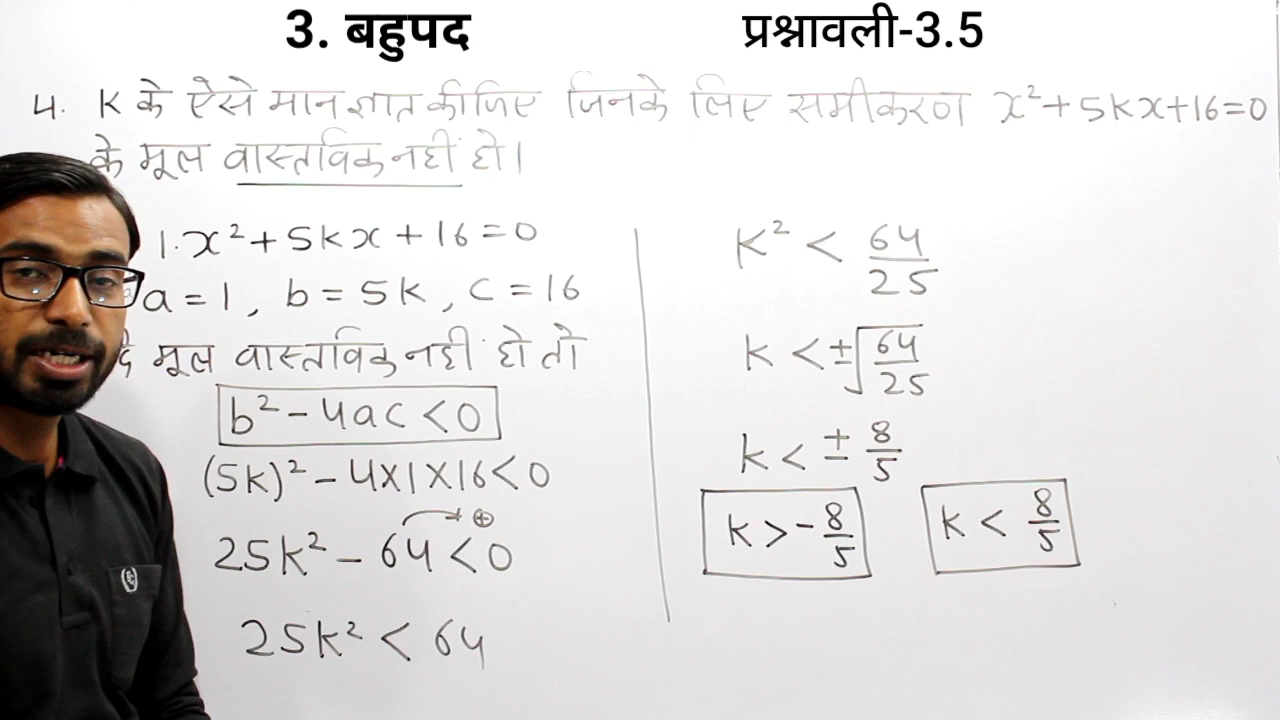 3. बहुपद
प्रश्नावली-3.5
4. K के ऐसे मान ज्ञात कीजिए जिनके लिए समीकरण x²+5kx+16=0
के मूल वास्तविक नहीं हो।
1.x²+5kx+16=0
a=1, b=5k, c=16
मूल वास्तविक नहीं हो तो
b²-4ac<0
(5k)²-4×1×16<0
25k²-64<0
⊕
25k²<64
K² < 64/25
k < ±√64/25
k < ± 8/5
k > -8/5
k < 8/5